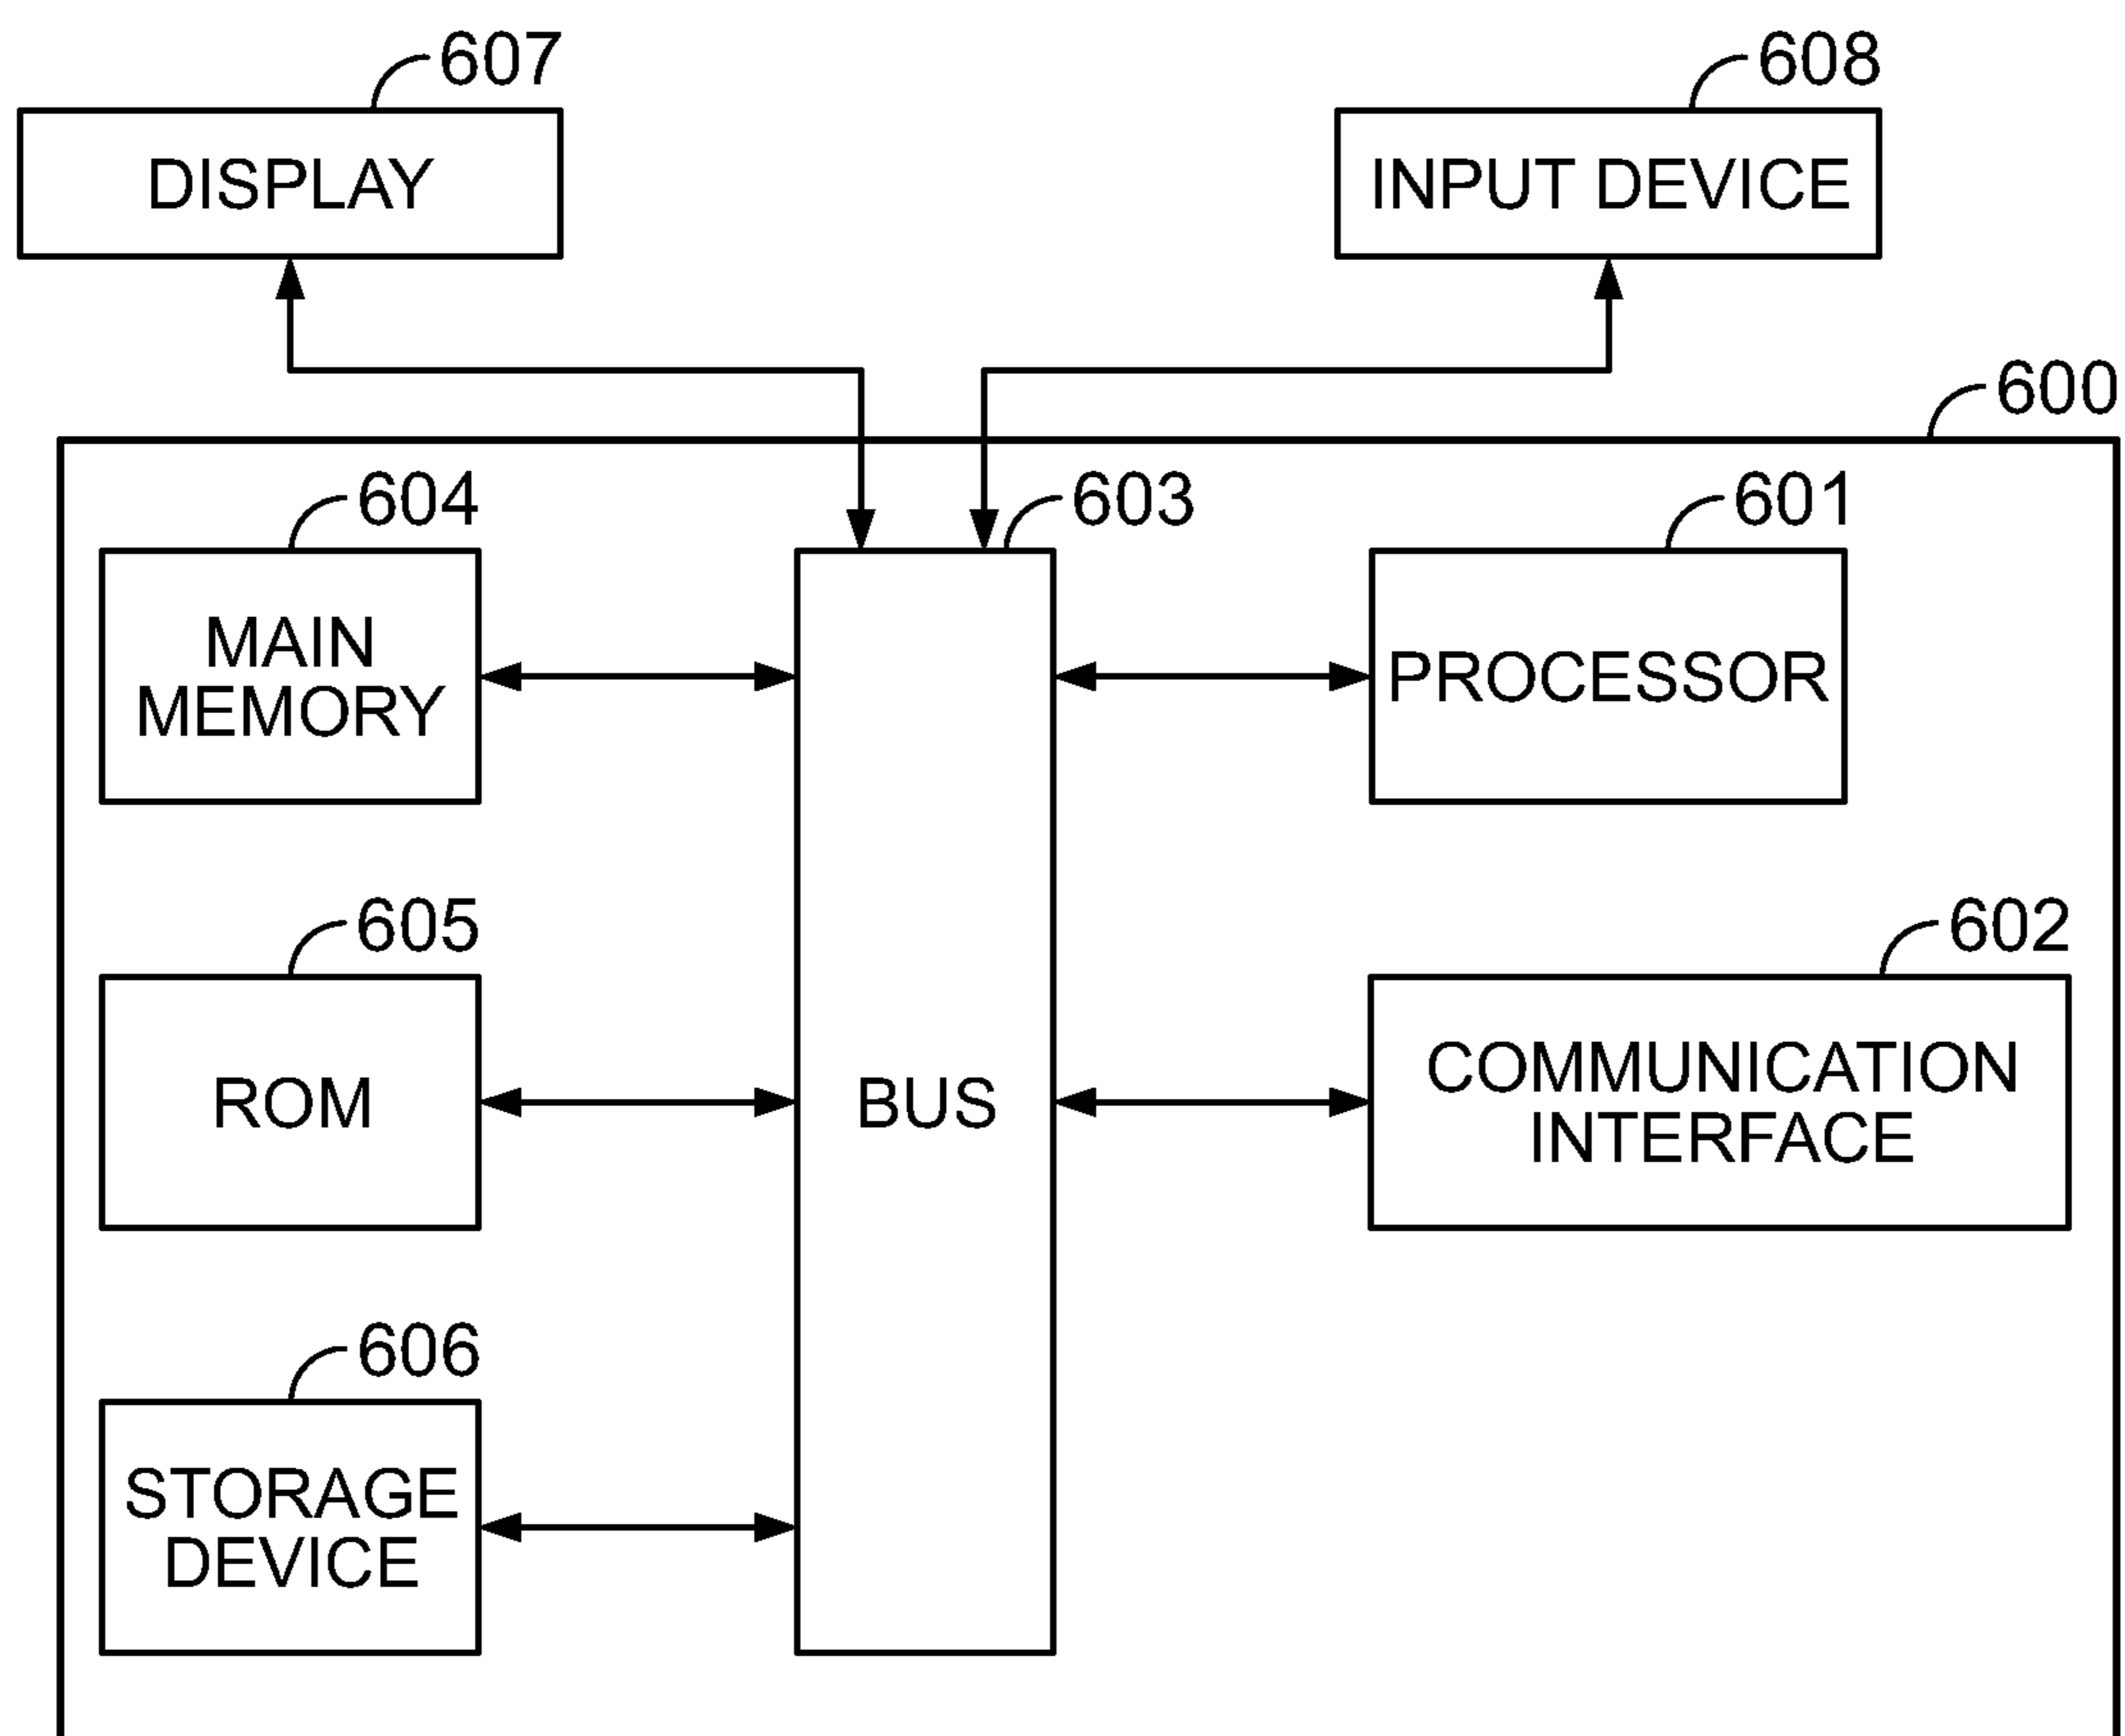 607
608
DISPLAY
INPUT DEVICE
600
604
603
601
MAIN
MEMORY
PROCESSOR
605
602
ROM
BUS
COMMUNICATION
INTERFACE
606
STORAGE
DEVICE